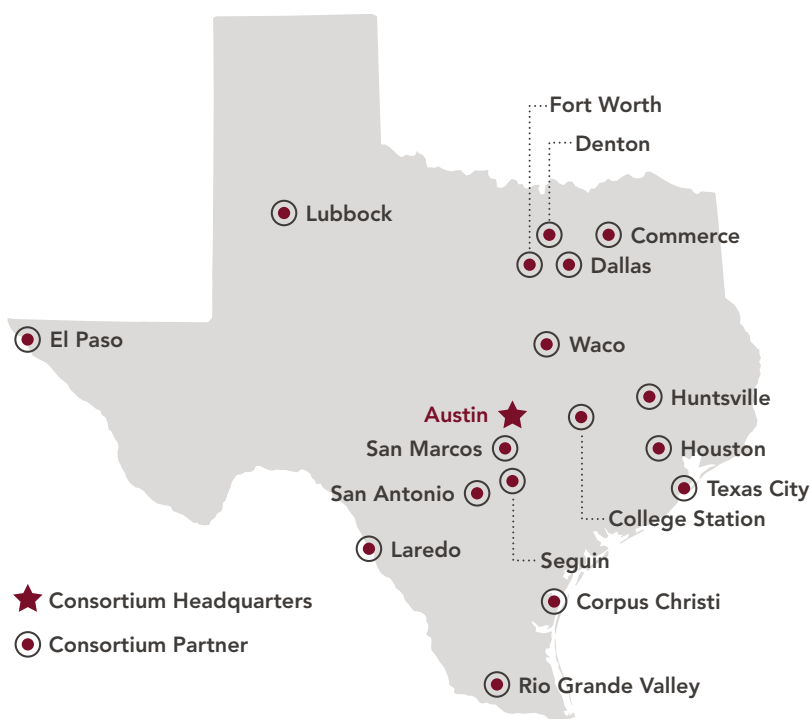 Fort Worth
Denton
Lubbock
Commerce
Dallas
El Paso
Waco
Huntsville
Austin
San Marcos
Houston
San Antonio
Texas City
College Station
Laredo
Seguin
Consortium Headquarters
Corpus Christi
Consortium Partner
Rio Grande Valley